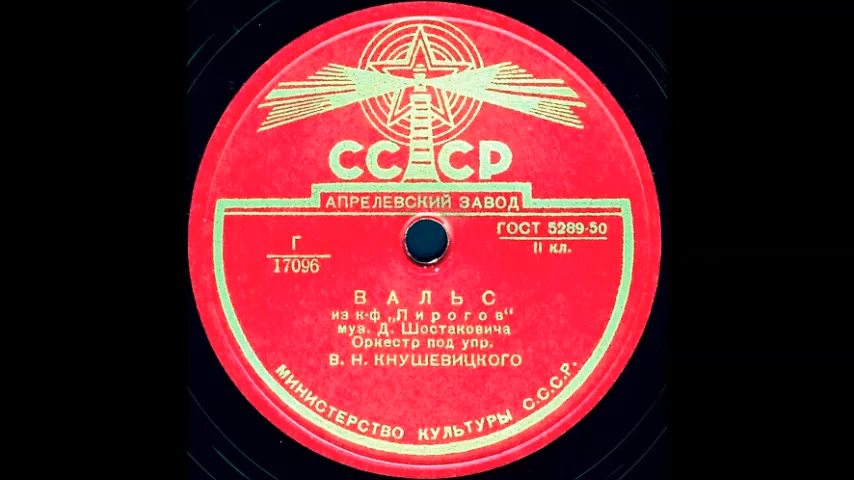 СССР
АПРЕЛЕВСКИЙ ЗАВОД
ГОСТ 5289-50
II кл.
Г
17096
ВАЛЬС
из к-ф „Пирогов“
муз. Д. Шостаковича
Оркестр под упр.
В. Н. КНУШЕВИЦКОГО
МИНИСТЕРСТВО КУЛЬТУРЫ С.С.С.Р.